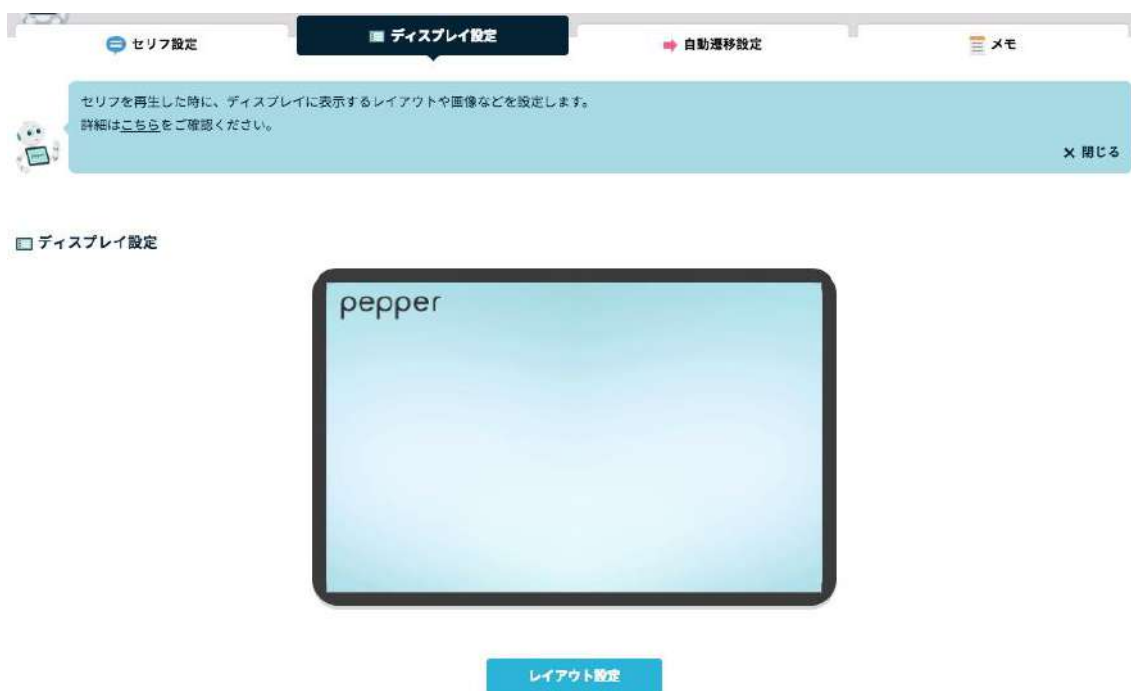 セリフ設定
ディスプレイ設定
自動遷移設定
メモ
セリフを再生した時に、ディスプレイに表示するレイアウトや画像などを設定します。
詳細はこちらをご確認ください。
× 閉じる
ディスプレイ設定
pepper
レイアウト設定